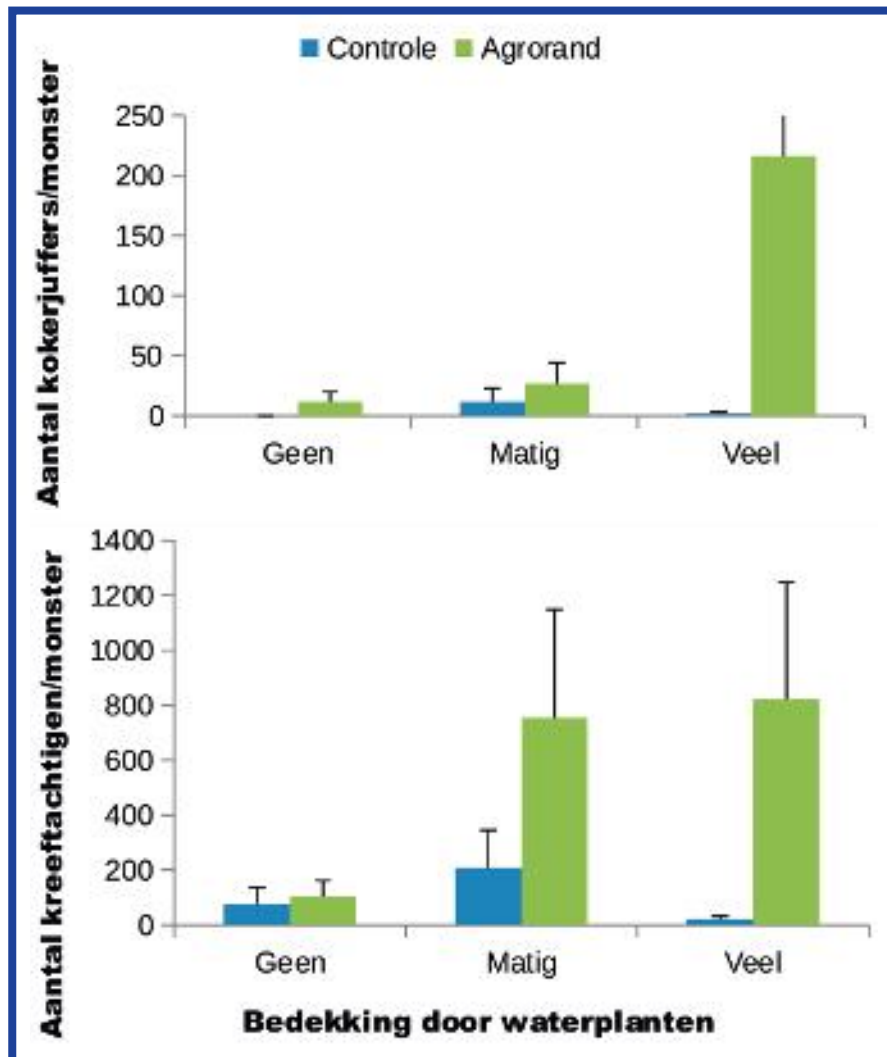 Controle Agrorand
Aantal kokerjuffers/monster
250
200
150
100
50
0
Geen Matig Veel
Aantal kreeftachtigen/monster
1400
1200
1000
800
600
400
200
0
Geen Matig Veel
Bedekking door waterplanten